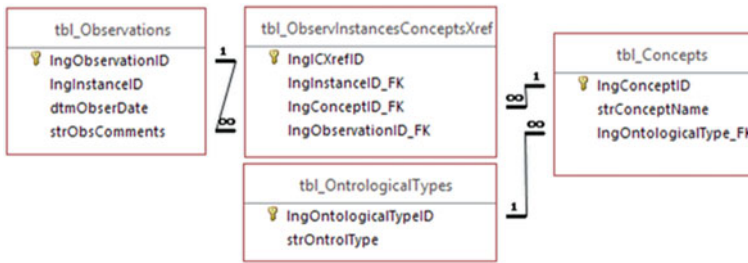 tbl_Observations
lngObservationID
lngInstanceID
dtmObserDate
strObsComments
1
∞
tbl_ObservInstancesConceptsXref
lngICXrefID
lngInstanceID_FK
lngConceptID_FK
lngObservationID_FK
1
∞
tbl_Concepts
lngConceptID
strConceptName
lngOntologicalType_FK
∞
1
tbl_OntrologicalTypes
lngOntologicalTypeID
strOntrolType